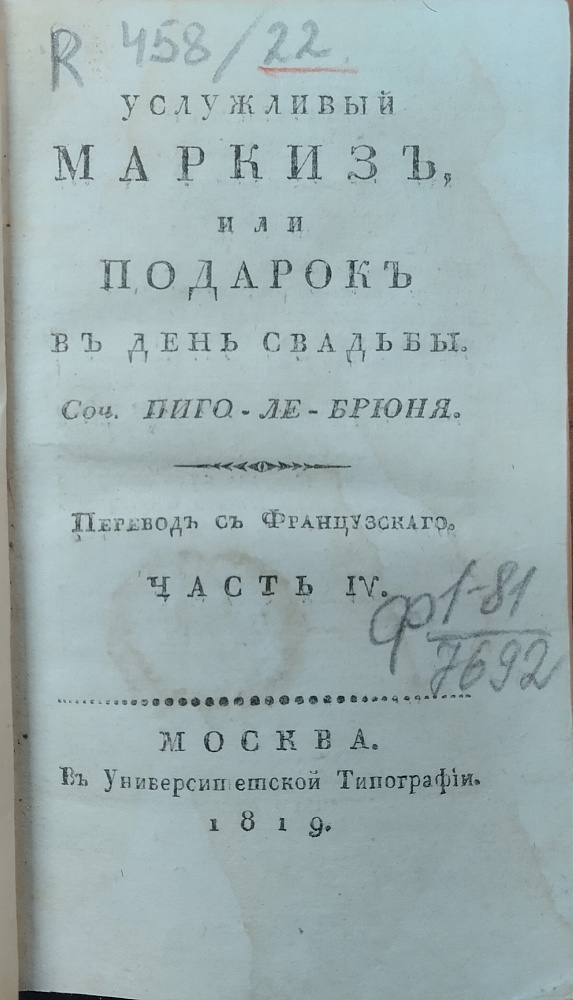 R 458/22
УСЛУЖЛИВЫЙ
МАРКИЗЪ,
ИЛИ
ПОДАРОКЪ
ВЪ ДЕНЬ СВАДЬБЫ.
Соч. ПИГО-ЛЕ-БРЮНЯ.
Переводъ съ Французскаго.
ЧАСТЬ IV.
Ф1-81
7692
МОСКВА.
Въ Университетской Типографіи.
1819.